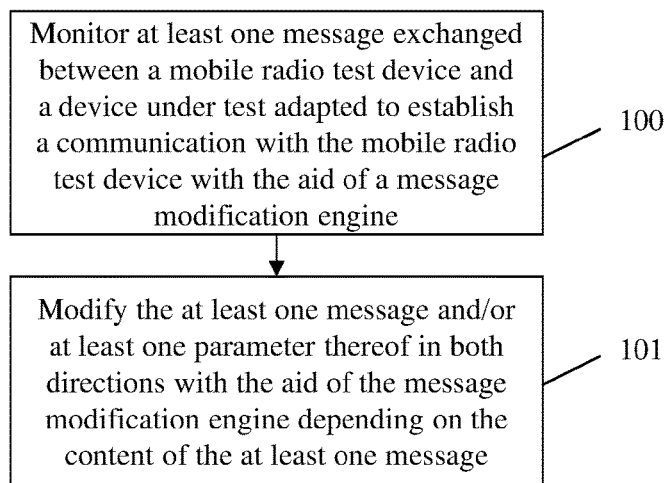 Monitor at least one message exchanged
between a mobile radio test device and
a device under test adapted to establish
a communication with the mobile radio
test device with the aid of a message
modification engine
100
Modify the at least one message and/or
at least one parameter thereof in both
directions with the aid of the message
modification engine depending on the
content of the at least one message
101